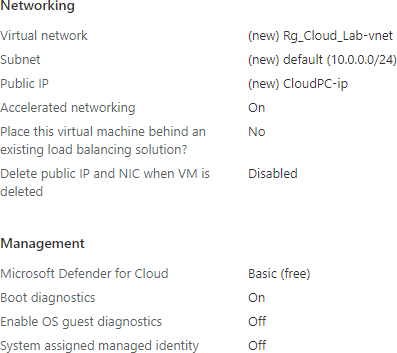 Networking
Virtual network (new) Rg_Cloud_Lab-vnet
Subnet (new) default (10.0.0.0/24)
Public IP (new) CloudPC-ip
Accelerated networking On
Place this virtual machine behind an No
existing load balancing solution?
Delete public IP and NIC when VM is Disabled
deleted
Management
Microsoft Defender for Cloud Basic (free)
Boot diagnostics On
Enable OS guest diagnostics Off
System assigned managed identity Off